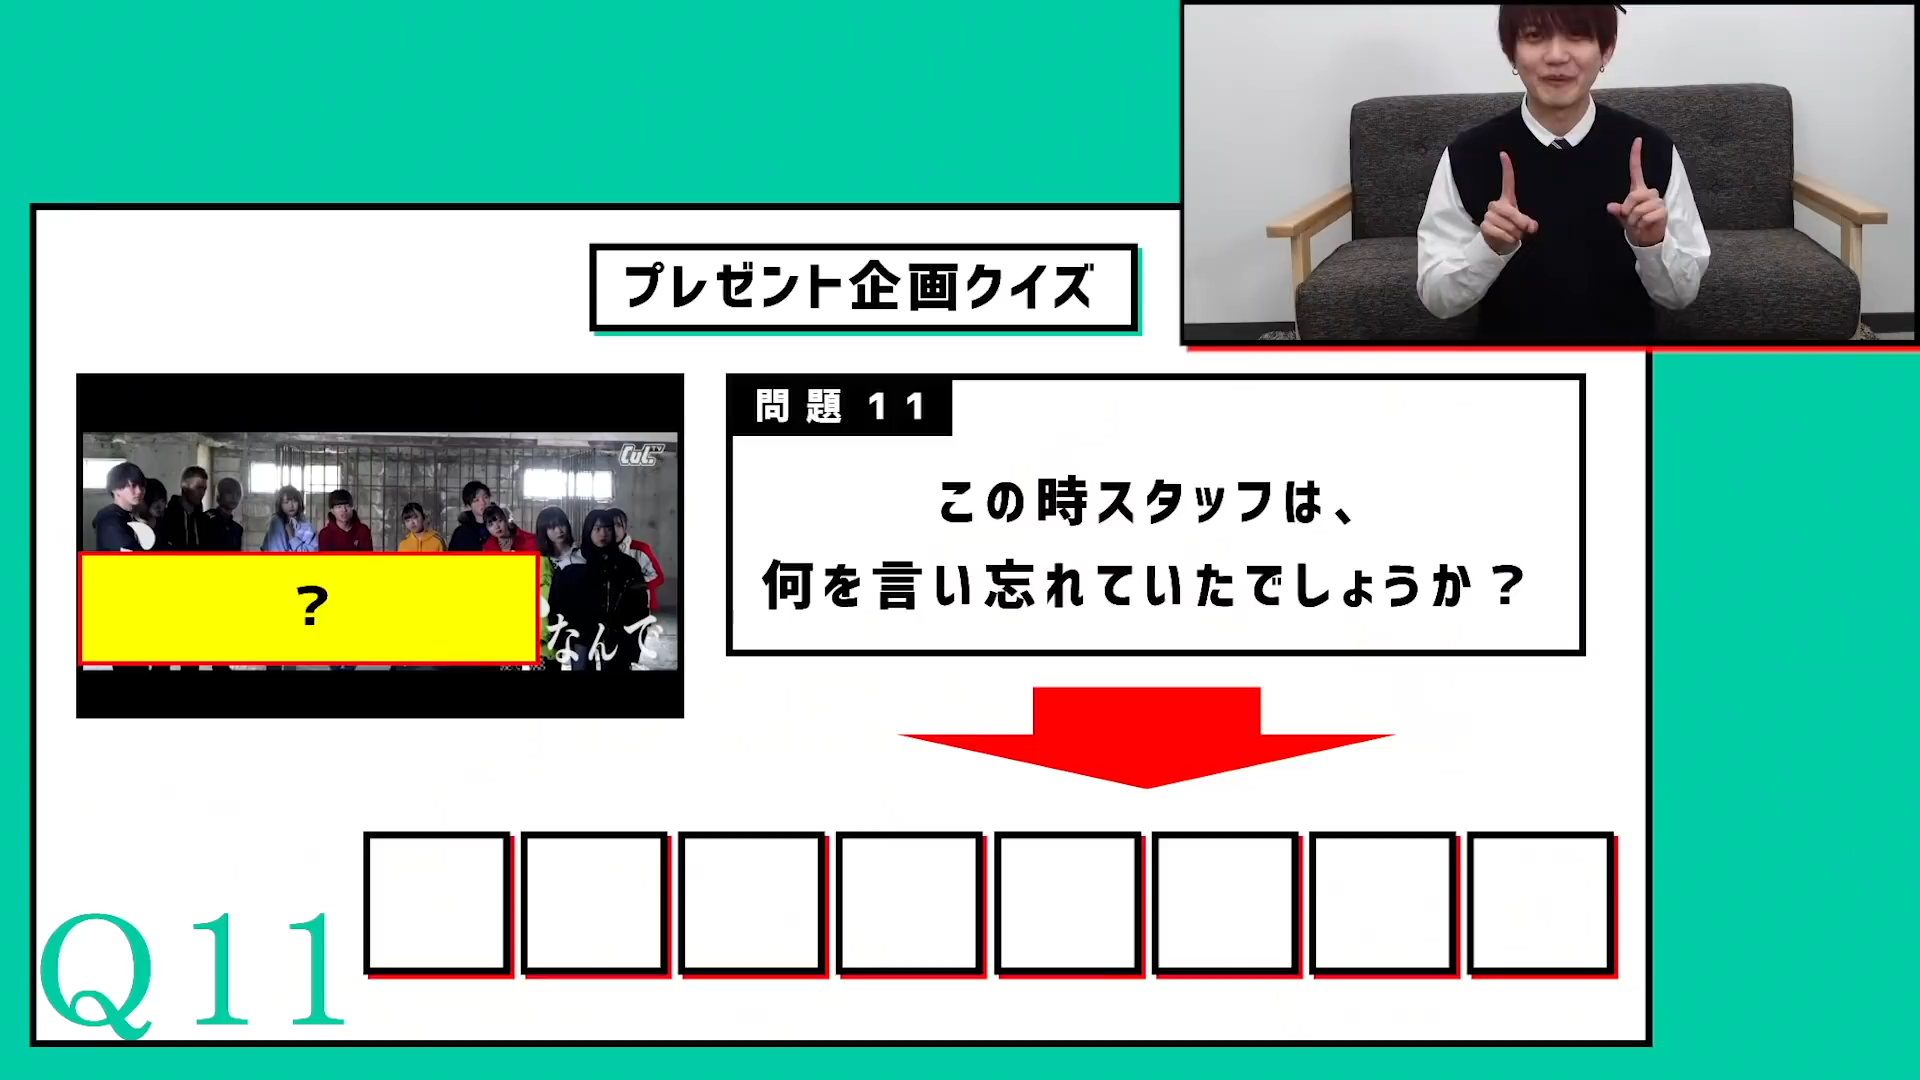 プレゼント企画クイズ
問題 11
この時スタッフは、
何を言い忘れていたでしょうか？
CuL.TV
？
なんで
Q11